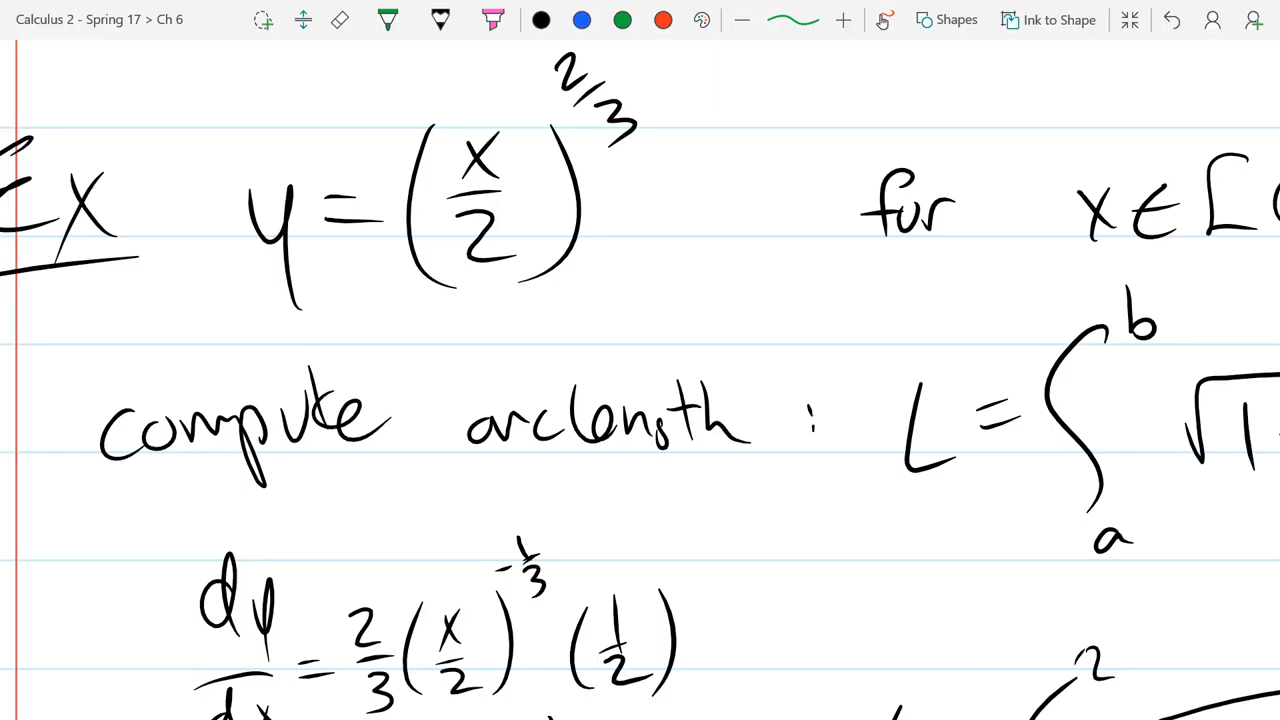 Calculus 2 - Spring 17 > Ch 6 Shapes Ink to Shape
Ex y = (x/2)^2/3 for x ∈ [
compute arclength : L = ∫_a^b √1
dy/dx = 2/3 (x/2)^-1/3 (1/2)
2